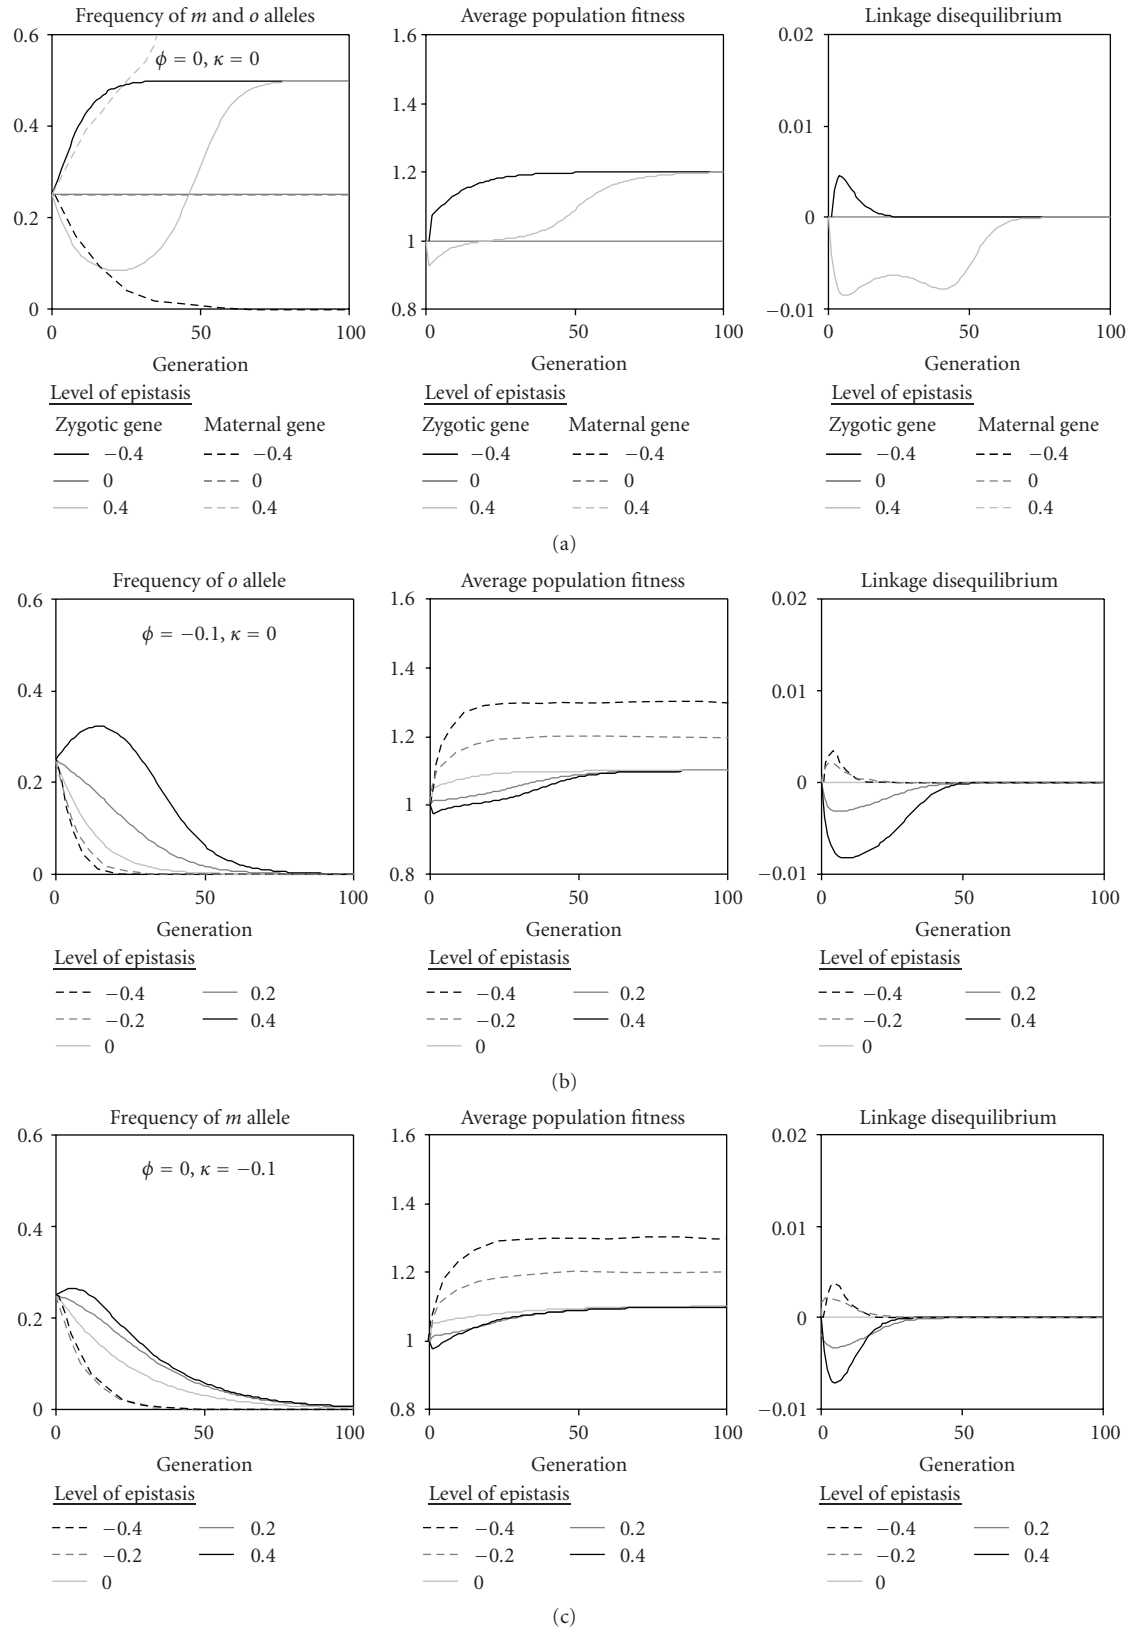 Frequency of m and o alleles
Average population fitness
Linkage disequilibrium
0.6
0.4
0.2
0
ϕ = 0, κ = 0
0 50 100
Generation
1.6
1.4
1.2
1
0.8
0 50 100
Generation
0.02
0.01
0
−0.01
0 50 100
Generation
Level of epistasis
Zygotic gene Maternal gene
−0.4 −0.4
0 0
0.4 0.4
Level of epistasis
Zygotic gene Maternal gene
−0.4 −0.4
0 0
0.4 0.4
Level of epistasis
Zygotic gene Maternal gene
−0.4 −0.4
0 0
0.4 0.4
(a)
Frequency of o allele
Average population fitness
Linkage disequilibrium
0.6
0.4
0.2
0
ϕ = −0.1, κ = 0
0 50 100
Generation
1.6
1.4
1.2
1
0.8
0 50 100
Generation
0.02
0.01
0
−0.01
0 50 100
Generation
Level of epistasis
−0.4 0.2
−0.2 0.4
0
Level of epistasis
−0.4 0.2
−0.2 0.4
0
Level of epistasis
−0.4 0.2
−0.2 0.4
0
(b)
Frequency of m allele
Average population fitness
Linkage disequilibrium
0.6
0.4
0.2
0
ϕ = 0, κ = −0.1
0 50 100
Generation
1.6
1.4
1.2
1
0.8
0 50 100
Generation
0.02
0.01
0
−0.01
0 50 100
Generation
Level of epistasis
−0.4 0.2
−0.2 0.4
0
Level of epistasis
−0.4 0.2
−0.2 0.4
0
Level of epistasis
−0.4 0.2
−0.2 0.4
0
(c)